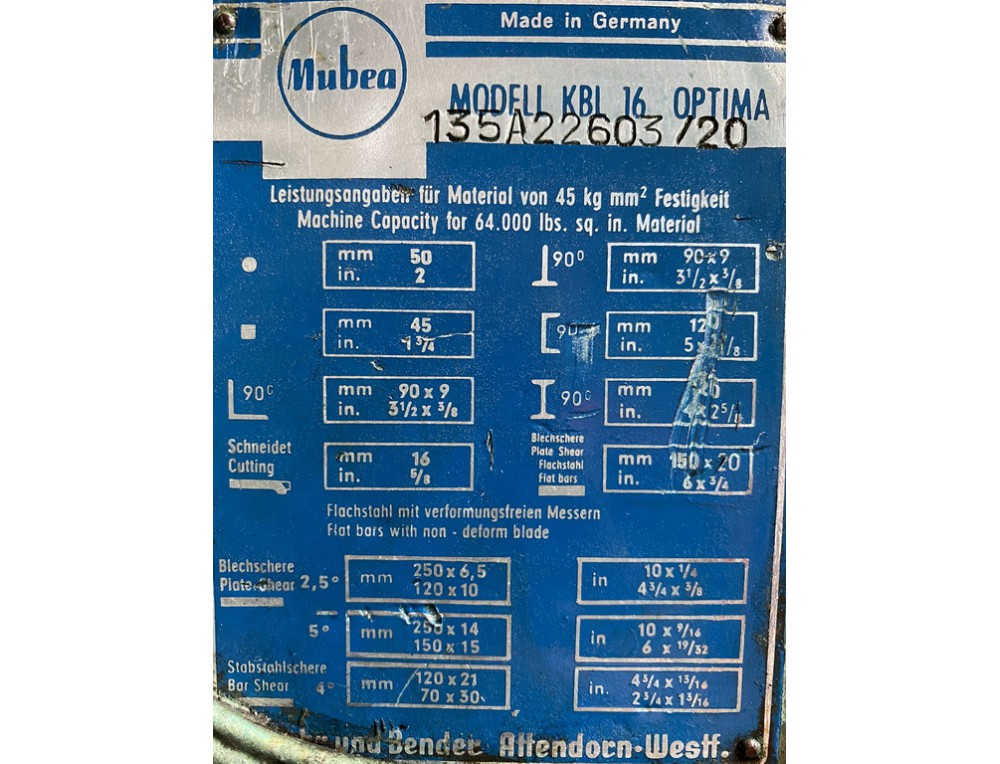 Made in Germany
Mubea
MODELL KBL 16 OPTIMA
135A22603/20
Leistungsangaben für Material von 45 kg mm² Festigkeit
Machine Capacity for 64.000 lbs. sq. in. Material
mm 50
in. 2
90° mm 90x9
in. 3 1/2 x 3/8
mm 45
in. 1 3/4
mm 120
in. 5 x
90° mm 90 x 9
in. 3 1/2 x 3/8
90° mm
in.
Schneidet
Cutting
mm 16
in. 5/8
Blechschere
Plate Shear
Flachstahl
Flat bars
mm 150 x 20
in. 6 x 3/4
Flachstahl mit verformungsfreien Messern
Flat bars with non - deform blade
Blechschere
Plate Shear 2,5°
mm 250 x 6,5
120 x 10
in 10 x 1/4
4 3/4 x 3/8
5° mm 250 x 14
150 x 15
in 10 x 9/16
6 x 19/32
Stabstahlschere
Bar Shear 4°
mm 120 x 21
70 x 30
in. 4 3/4 x 13/16
2 3/4 x 1 3/16
und Bender Attendorn-Westf.